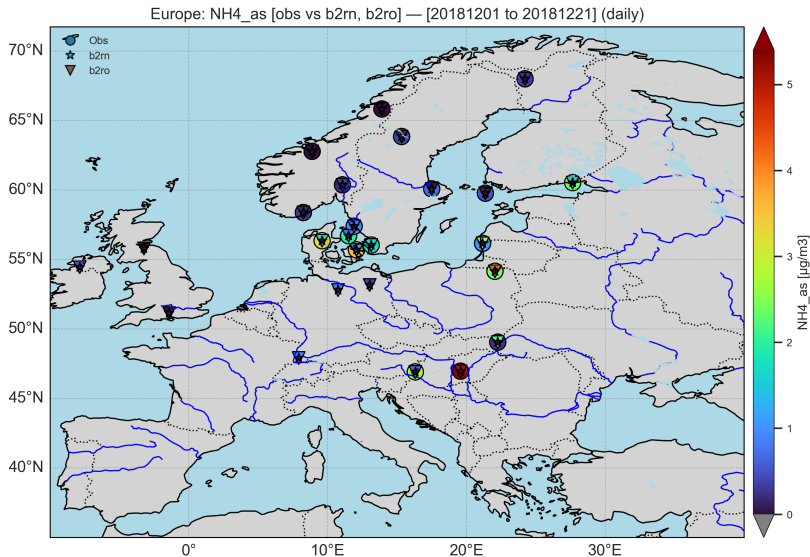 Europe: NH4_as [obs vs b2rn, b2ro] — [20181201 to 20181221] (daily)
Obs
b2rn
b2ro
70°N
65°N
60°N
55°N
50°N
45°N
40°N
0°
10°E
20°E
30°E
5
4
3
2
1
0
NH4_as [µg/m3]